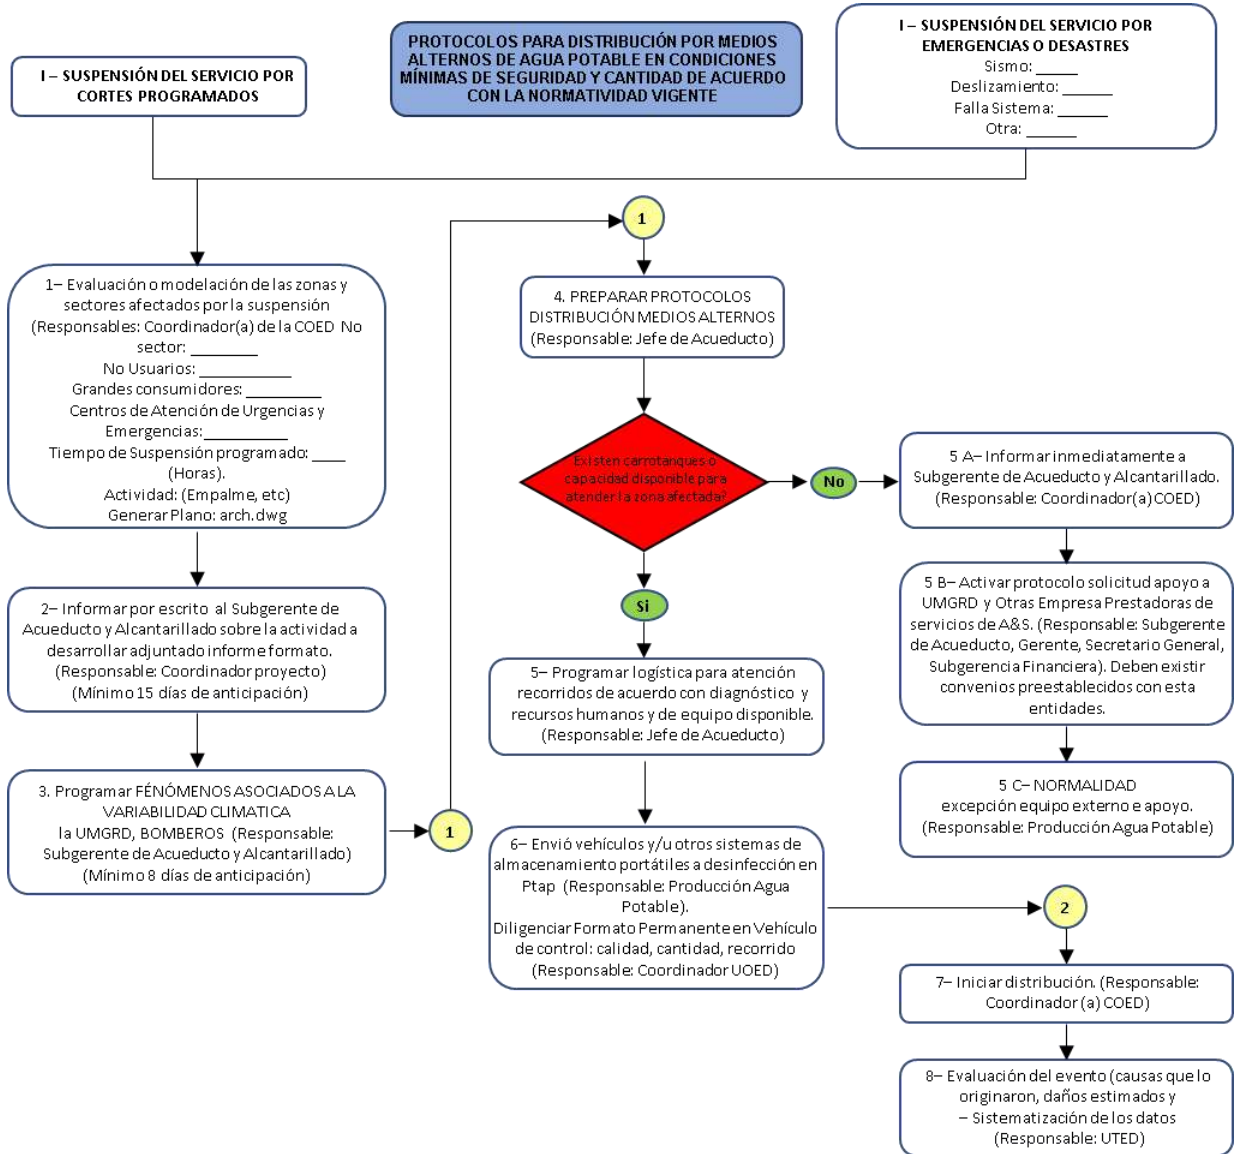 PROTOCOLOS PARA DISTRIBUCIÓN POR MEDIOS
ALTERNOS DE AGUA POTABLE EN CONDICIONES
MÍNIMAS DE SEGURIDAD Y CANTIDAD DE ACUERDO
CON LA NORMATIVIDAD VIGENTE
I – SUSPENSIÓN DEL SERVICIO POR
CORTES PROGRAMADOS
I – SUSPENSIÓN DEL SERVICIO POR
EMERGENCIAS O DESASTRES
Sismo: _____
Deslizamiento: ______
Falla Sistema: ______
Otra: ______
1– Evaluación o modelación de las zonas y
sectores afectados por la suspensión
(Responsables: Coordinador(a) de la COED No
sector: ________
No Usuarios: ___________
Grandes consumidores: _________
Centros de Atención de Urgencias y
Emergencias: __________
Tiempo de Suspensión programado: ____
(Horas).
Actividad: (Empalme, etc)
Generar Plano: arch.dwg
2– Informar por escrito al Subgerente de
Acueducto y Alcantarillado sobre la actividad a
desarrollar adjuntado informe formato.
(Responsable: Coordinador proyecto)
(Mínimo 15 días de anticipación)
3. Programar FÉNÓMENOS ASOCIADOS A LA
VARIABILIDAD CLIMATICA
la UMGRD, BOMBEROS (Responsable:
Subgerente de Acueducto y Alcantarillado)
(Mínimo 8 días de anticipación)
1
1
4. PREPARAR PROTOCOLOS
DISTRIBUCIÓN MEDIOS ALTERNOS
(Responsable: Jefe de Acueducto)
Existen carrotanques o
capacidad disponible para
atender la zona afectada?
No
Si
5– Programar logística para atención
recorridos de acuerdo con diagnóstico y
recursos humanos y de equipo disponible.
(Responsable: Jefe de Acueducto)
6– Envió vehículos y/u otros sistemas de
almacenamiento portátiles a desinfección en
Ptap (Responsable: Producción Agua
Potable).
Diligenciar Formato Permanente en Vehículo
de control: calidad, cantidad, recorrido
(Responsable: Coordinador UOED)
5 A– Informar inmediatamente a
Subgerente de Acueducto y Alcantarillado.
(Responsable: Coordinador(a) COED)
5 B– Activar protocolo solicitud apoyo a
UMGRD y Otras Empresa Prestadoras de
servicios de A&S. (Responsable: Subgerente
de Acueducto, Gerente, Secretario General,
Subgerencia Financiera). Deben existir
convenios preestablecidos con esta
entidades.
5 C– NORMALIDAD
excepción equipo externo e apoyo.
(Responsable: Producción Agua Potable)
2
7– Iniciar distribución. (Responsable:
Coordinador (a) COED)
8– Evaluación del evento (causas que lo
originaron, daños estimados y
– Sistematización de los datos
(Responsable: UTED)